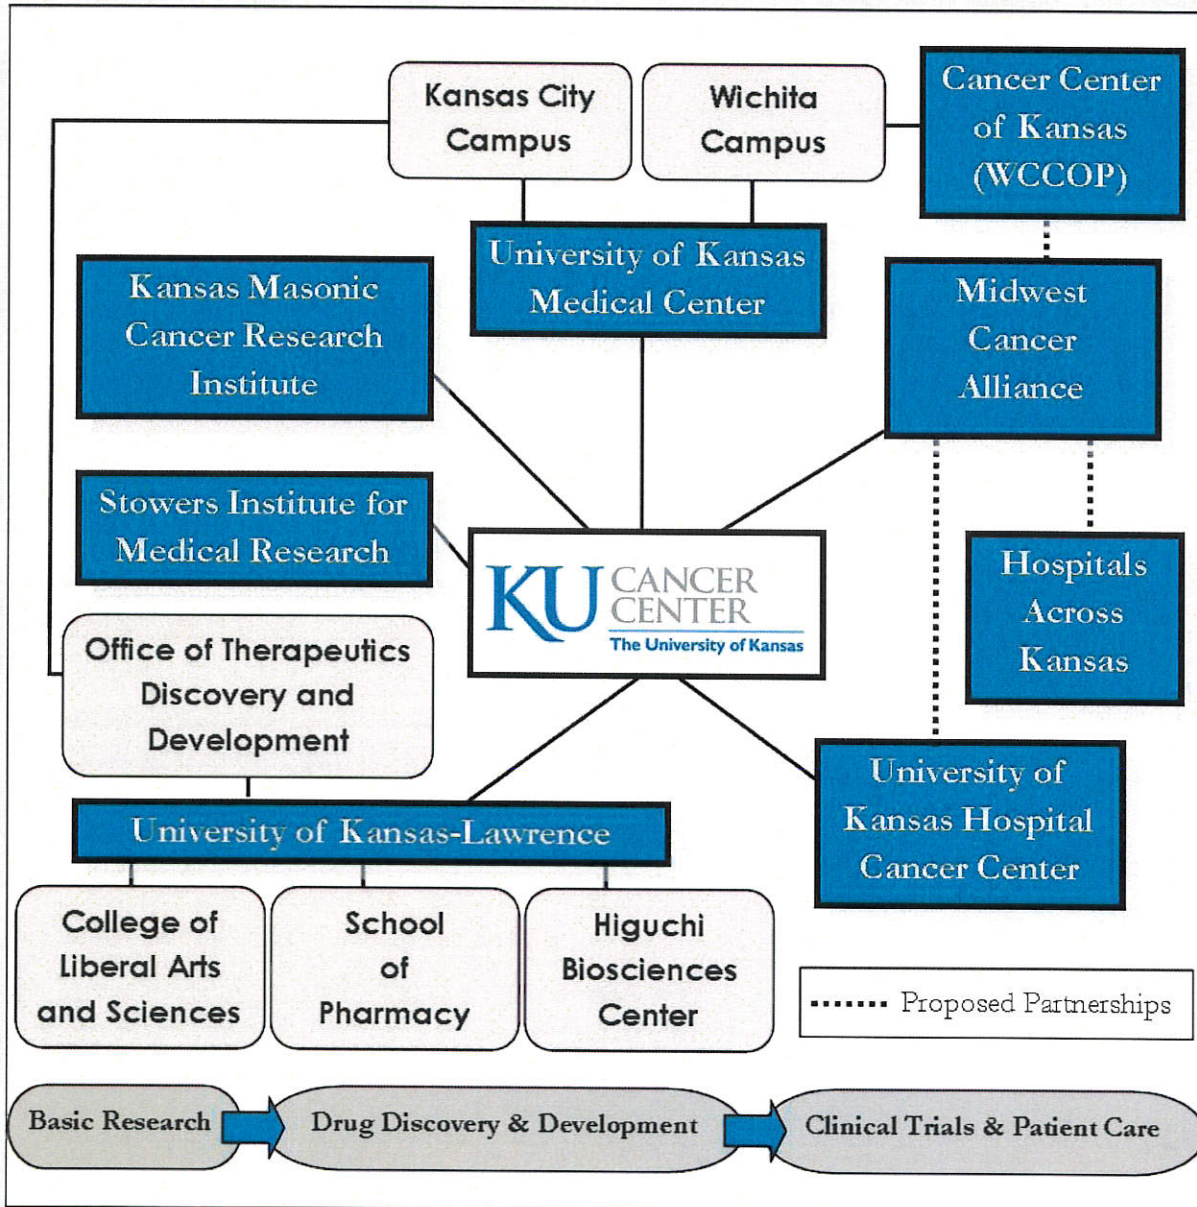 Kansas City
Campus
Wichita
Campus
Cancer Center
of Kansas
(WCCOP)
University of Kansas
Medical Center
Kansas Masonic
Cancer Research
Institute
Midwest
Cancer
Alliance
Stowers Institute for
Medical Research
KU CANCER
CENTER
The University of Kansas
Hospitals
Across
Kansas
Office of Therapeutics
Discovery and
Development
University of
Kansas Hospital
Cancer Center
University of Kansas-Lawrence
College of
Liberal Arts
and Sciences
School
of
Pharmacy
Higuchi
Biosciences
Center
Proposed Partnerships
Basic Research
Drug Discovery & Development
Clinical Trials & Patient Care